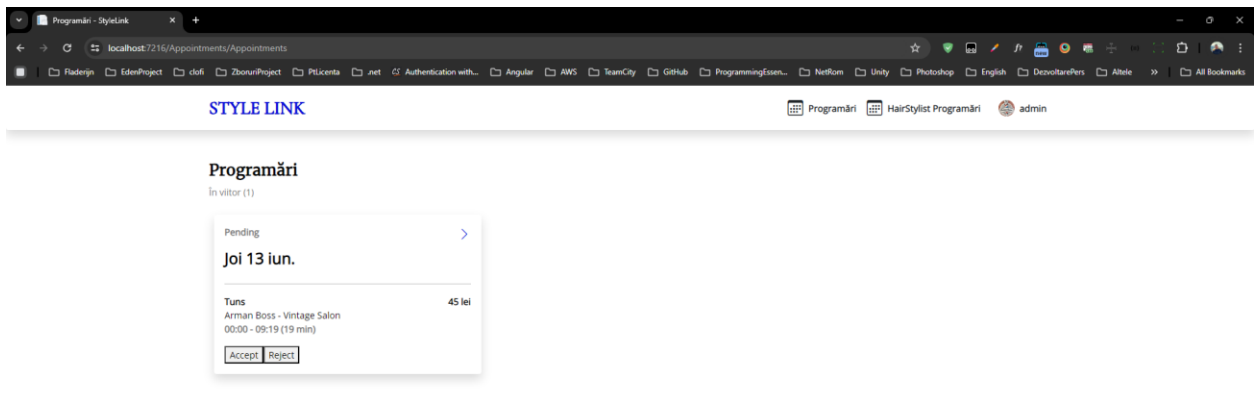 Programări - StyleLink
localhost:7216/Appointments/Appointments
Fladerijn EdenProject clofi ZboruriProject PtLicenta .net Authentication with... Angular AWS TeamCity GitHub ProgrammingEssen... NetRom Unity Photoshop English DezvoltarePers Altele » All Bookmarks
STYLE LINK Programări HairStylist Programări admin
Programări
În viitor (1)
Pending
Joi 13 iun.
Tuns 45 lei
Arman Boss - Vintage Salon
00:00 - 09:19 (19 min)
Accept Reject